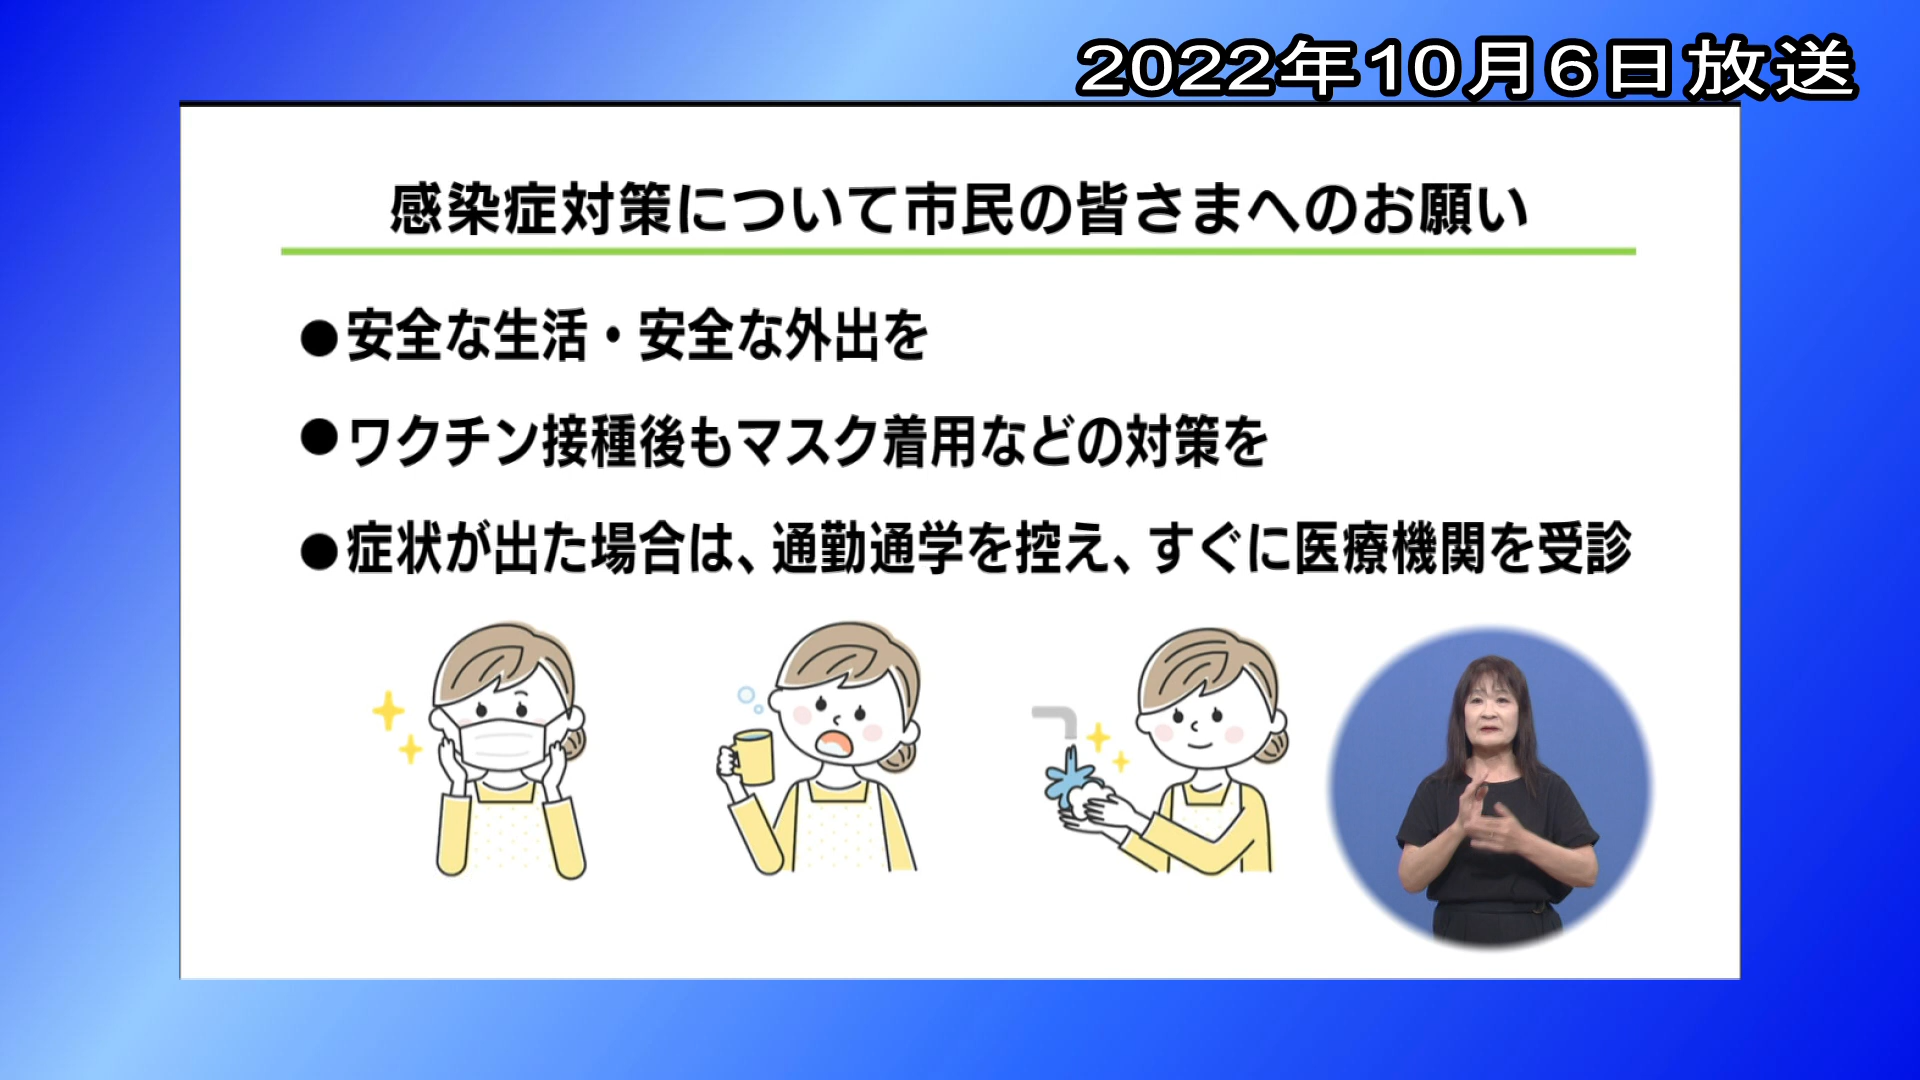 2022年10月6日放送
感染症対策について市民の皆さまへのお願い
●安全な生活・安全な外出を
●ワクチン接種後もマスク着用などの対策を
●症状が出た場合は、通勤通学を控え、すぐに医療機関を受診